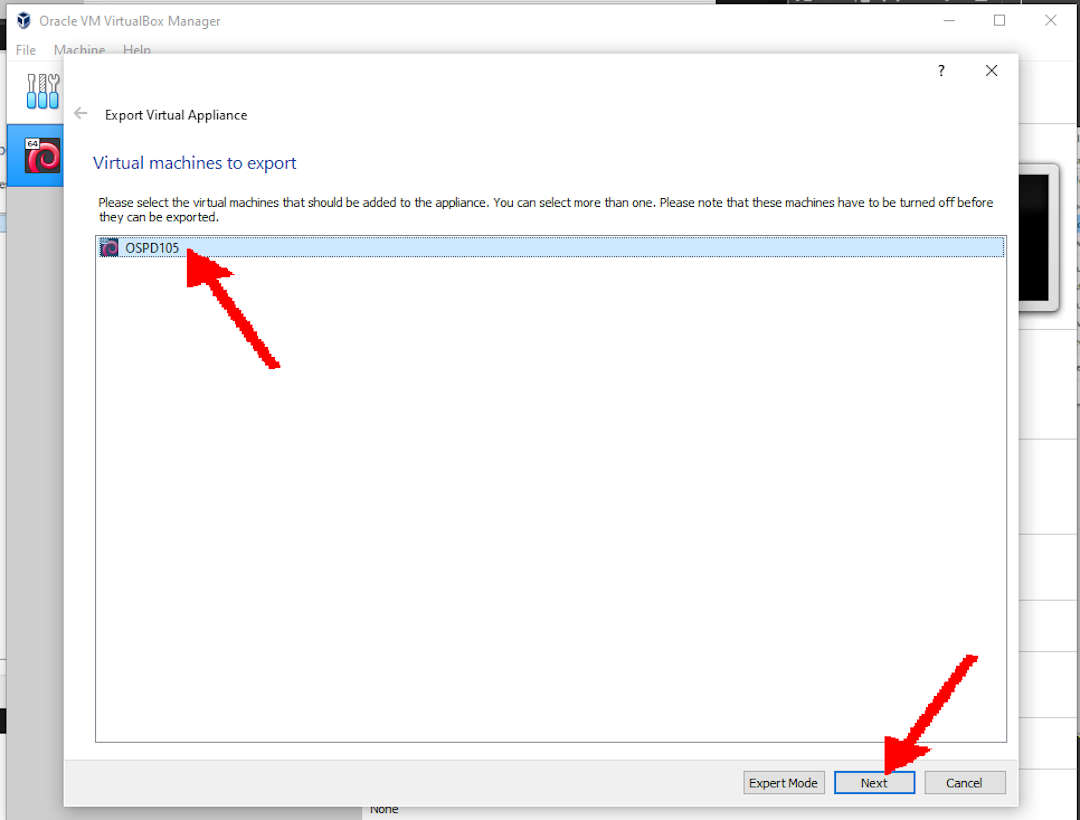 Oracle VM VirtualBox Manager
File Machine Help
?
Export Virtual Appliance
64
Virtual machines to export
Please select the virtual machines that should be added to the appliance. You can select more than one. Please note that these machines have to be turned off before
they can be exported.
OSPD105
Expert Mode Next Cancel
None